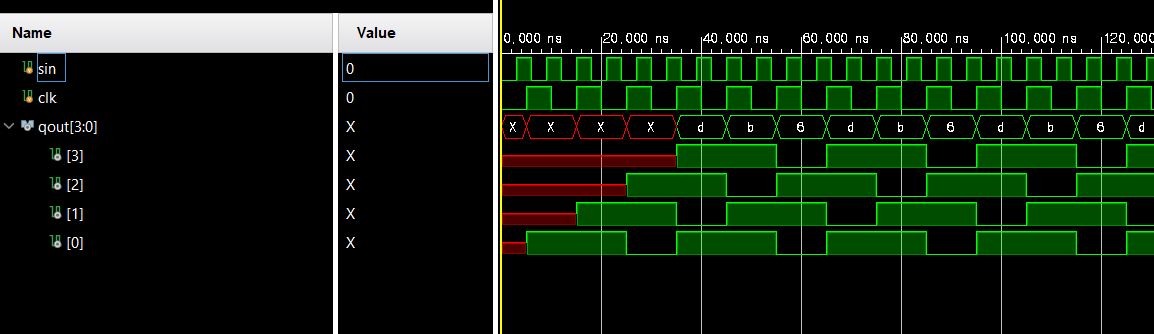 Name Value
0,000 ns 20,000 ns 40,000 ns 60,000 ns 80,000 ns 100,000 ns 120,000
sin 0
clk 0
qout[3:0] X X X X X d b 6 d b 6 d b 6 d
[3] X
[2] X
[1] X
[0] X